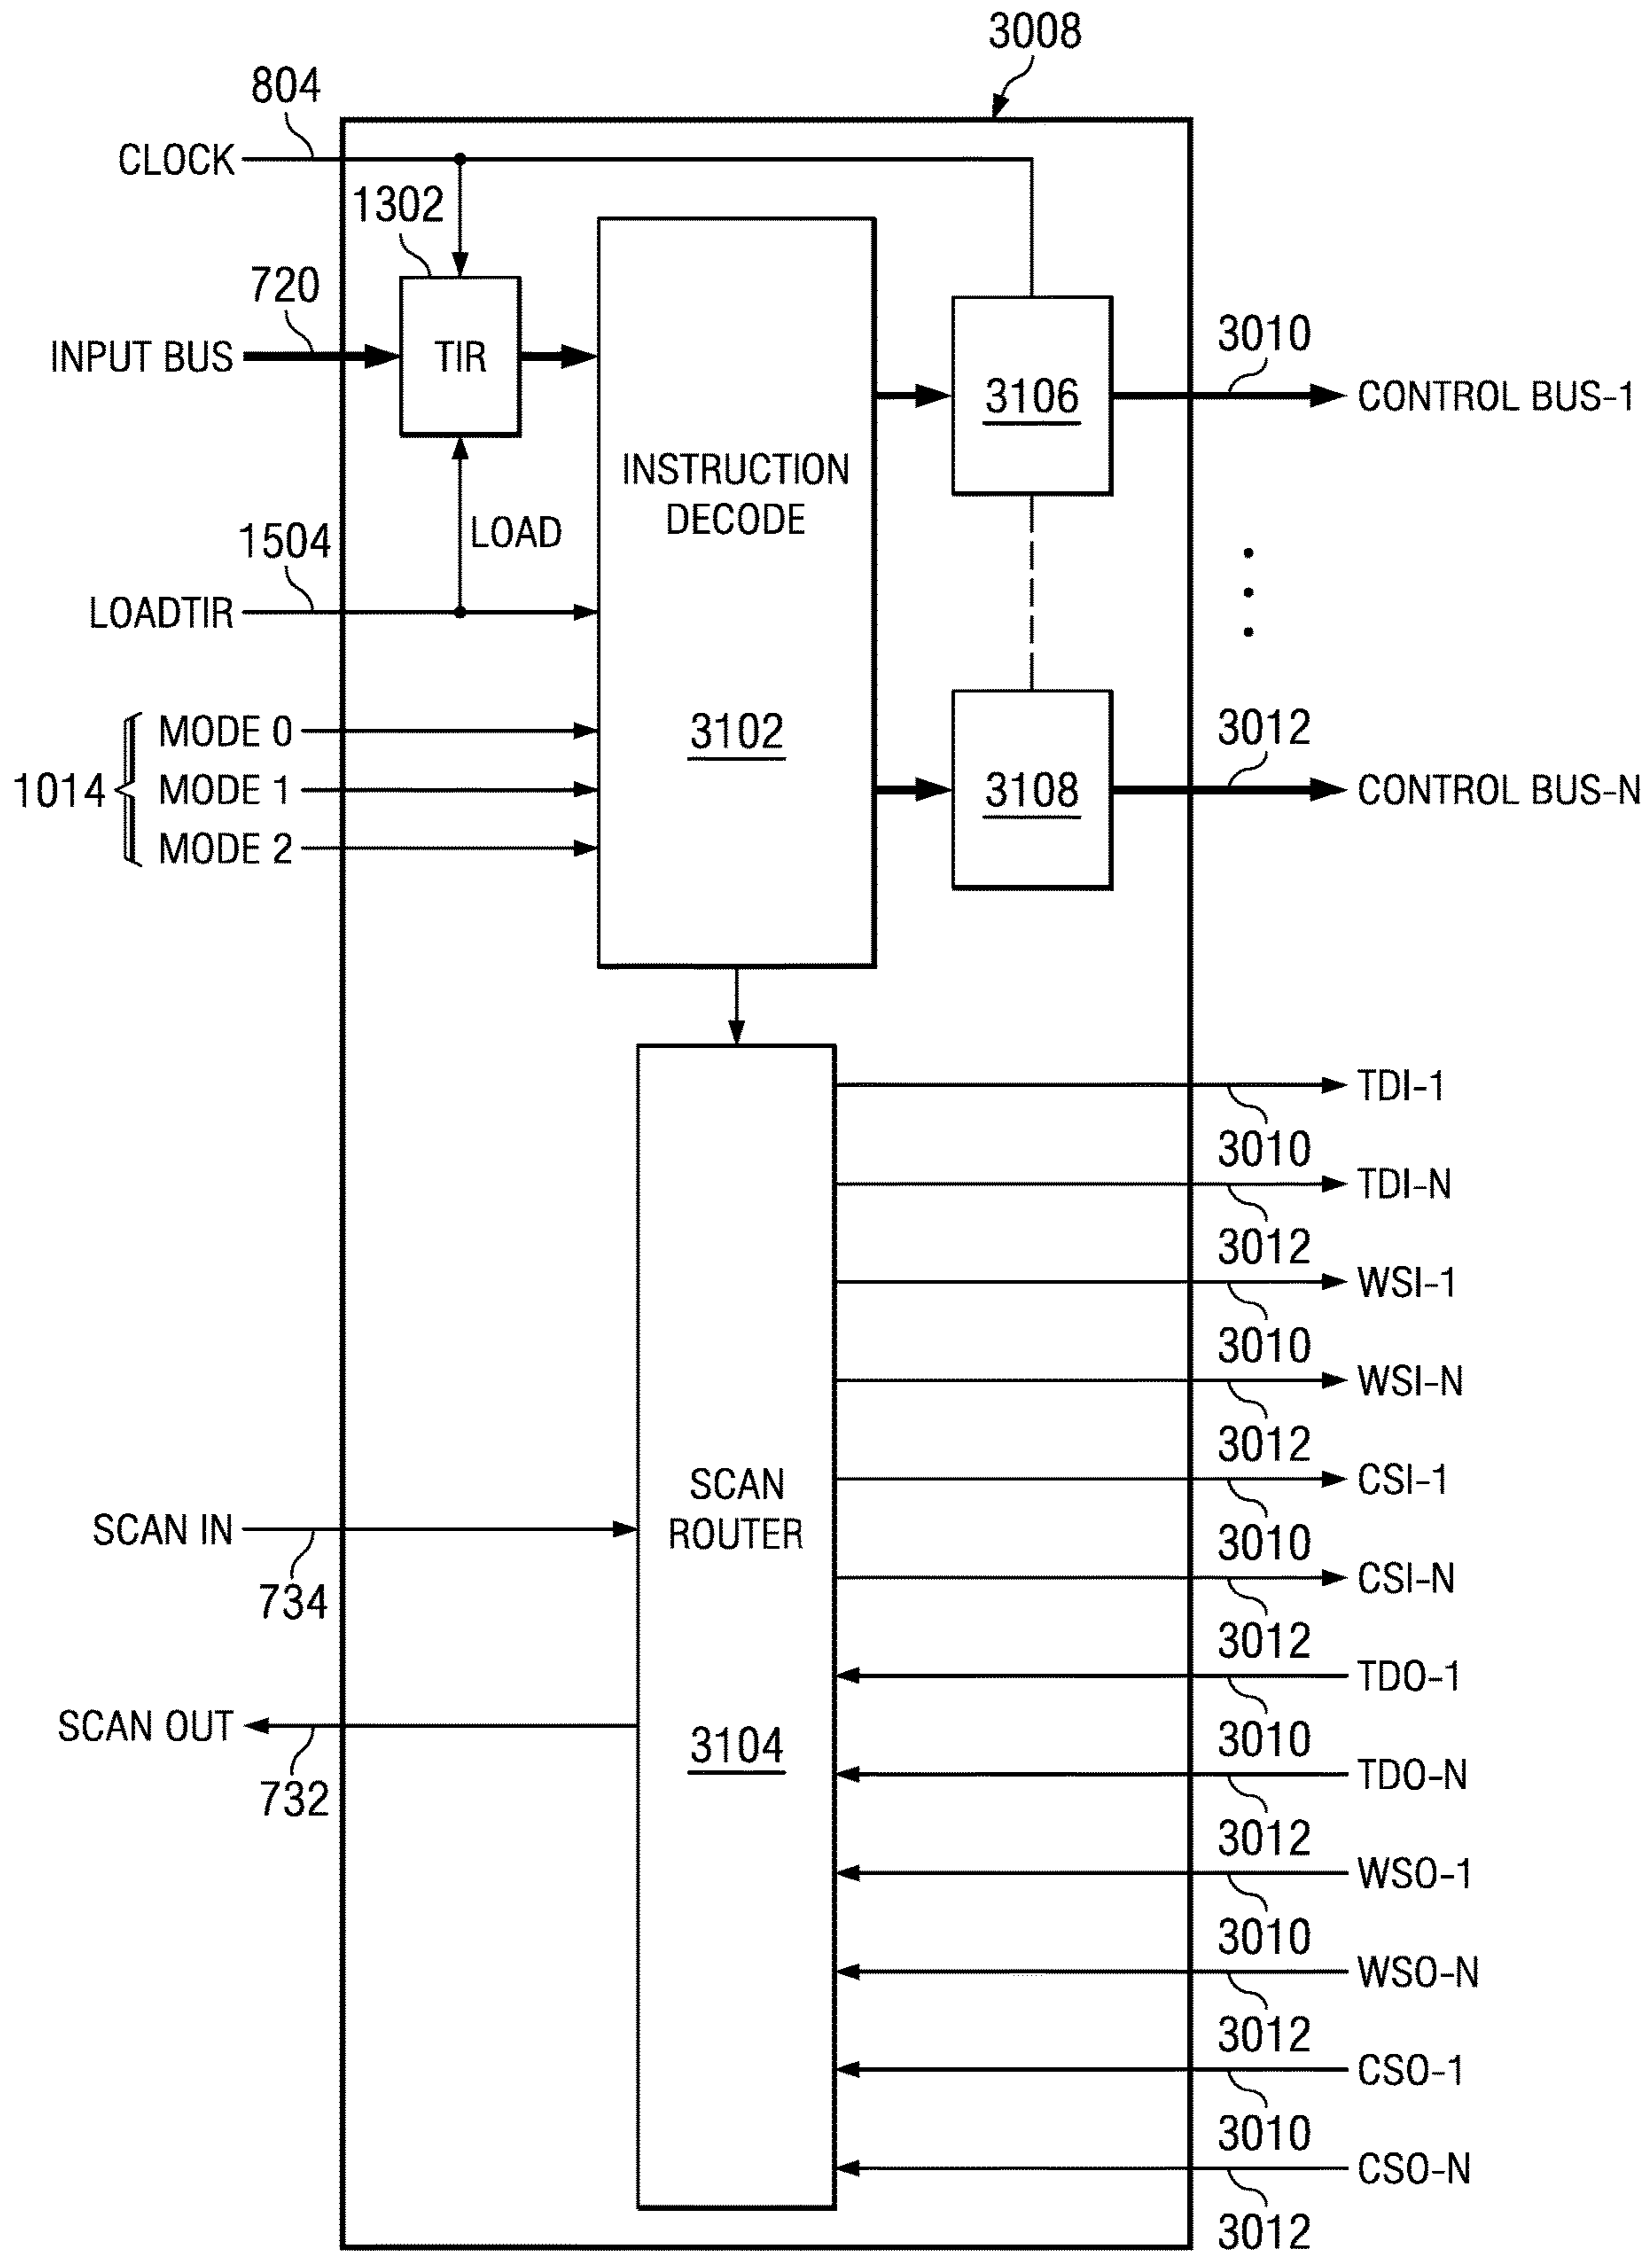 3008
804
CLOCK
1302
720
INPUT BUS
TIR
3106
3010
CONTROL BUS-1
INSTRUCTION
DECODE
1504
LOAD
LOADTIR
3102
1014
MODE 0
MODE 1
MODE 2
3108
3012
CONTROL BUS-N
TDI-1
3010
TDI-N
3012
WSI-1
3010
WSI-N
3012
CSI-1
3010
CSI-N
3012
SCAN
ROUTER
SCAN IN
734
TDO-1
3010
SCAN OUT
732
3104
TDO-N
3012
WSO-1
3010
WSO-N
3012
CSO-1
3010
CSO-N
3012